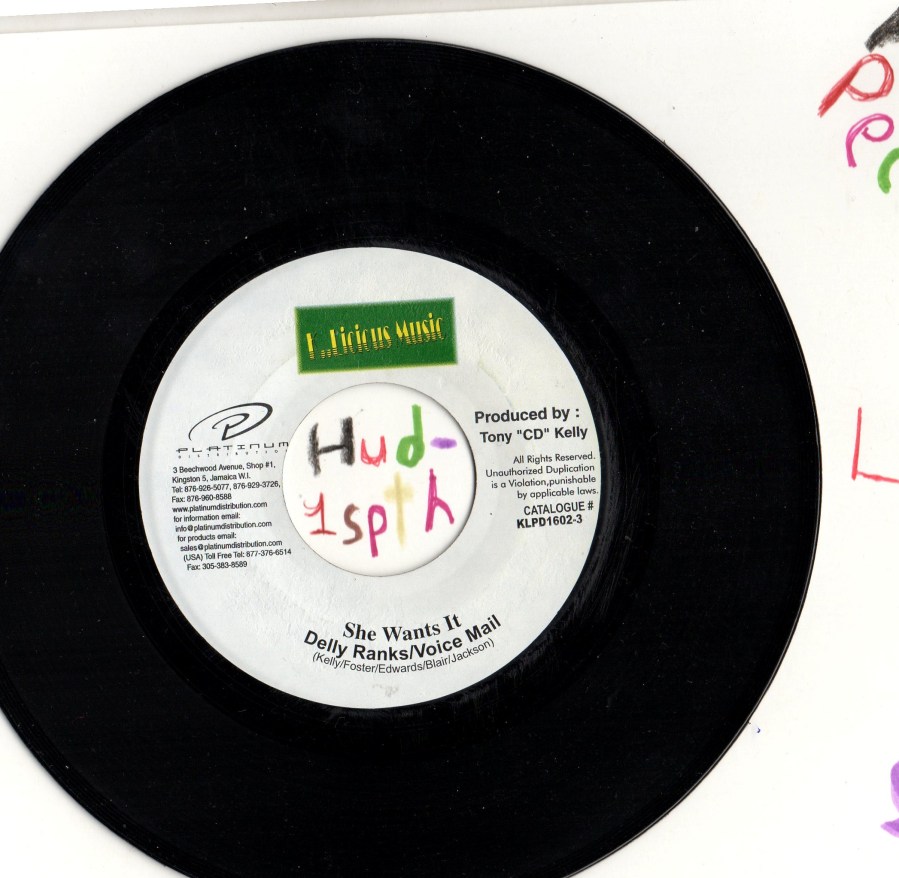 Licious Music
Produced by :
Tony "CD" Kelly
All Rights Reserved.
Unauthorized Duplication
is a Violation,punishable
by applicable laws.
CATALOGUE #
KLPD1602-3
PLATINUM
DISTRIBUTION
3 Beechwood Avenue, Shop #1,
Kingston 5, Jamaica W.I.
Tel: 876-926-5077, 876-929-3726,
Fax: 876-960-8588
www.platinumdistribution.com
for information email:
info@platinumdistribution.com
for products email:
sales@platinumdistribution.com
(USA) Toll Free Tel: 877-376-6514
Fax: 305-383-8589
Hud-
1spth
She Wants It
Delly Ranks/Voice Mail
(Kelly/Foster/Edwards/Blair/Jackson)
P
P
L